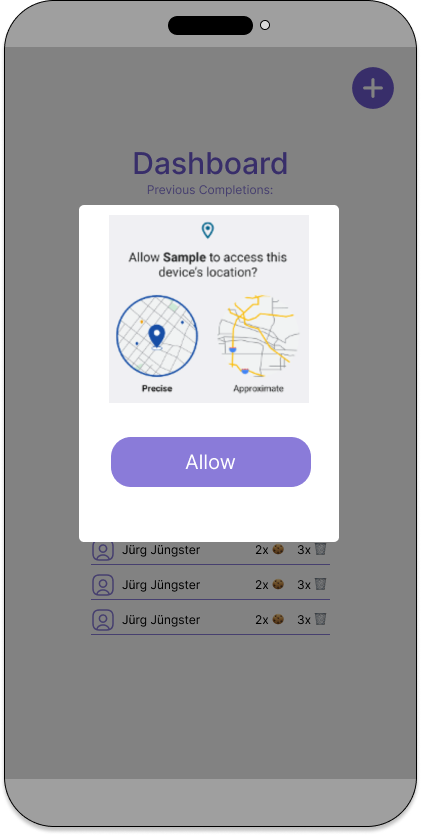 Dashboard
Previous Completions:
Allow Sample to access this
device's location?
Precise Approximate
Allow
Jürg Jüngster 2x 3x
Jürg Jüngster 2x 3x
Jürg Jüngster 2x 3x